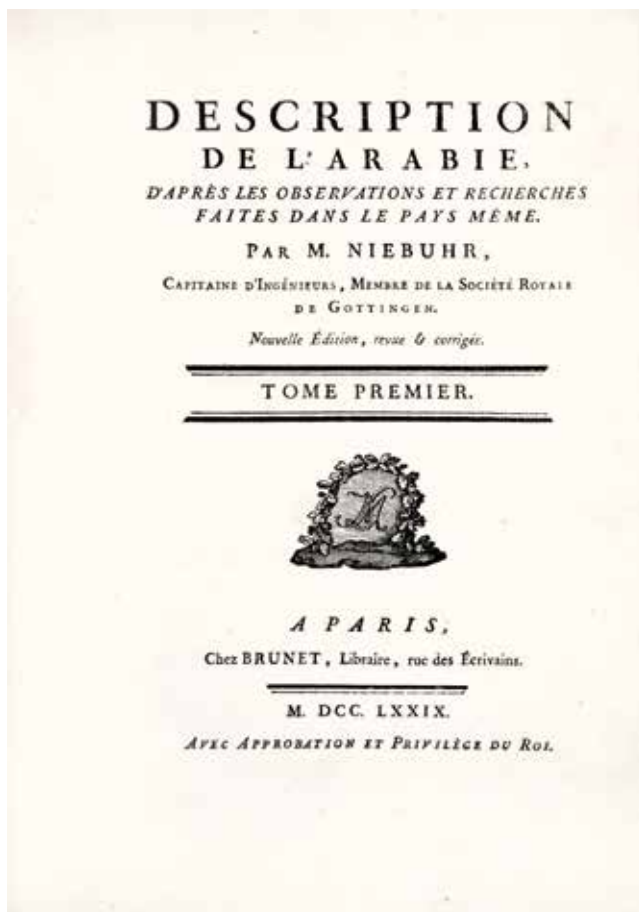 DESCRIPTION
DE L'ARABIE,
D'APRÈS LES OBSERVATIONS ET RECHERCHES
FAITES DANS LE PAYS MÊME.
PAR M. NIEBUHR,
CAPITAINE D'INGÉNIEURS, MEMBRE DE LA SOCIÉTÉ ROYALE
DE GOTTINGEN.
Nouvelle Édition, revue & corrigée.
TOME PREMIER.
A PARIS,
Chez BRUNET, Libraire, rue des Écrivains.
M. DCC. LXXIX.
AVEC APPROBATION ET PRIVILÈGE DU ROI.